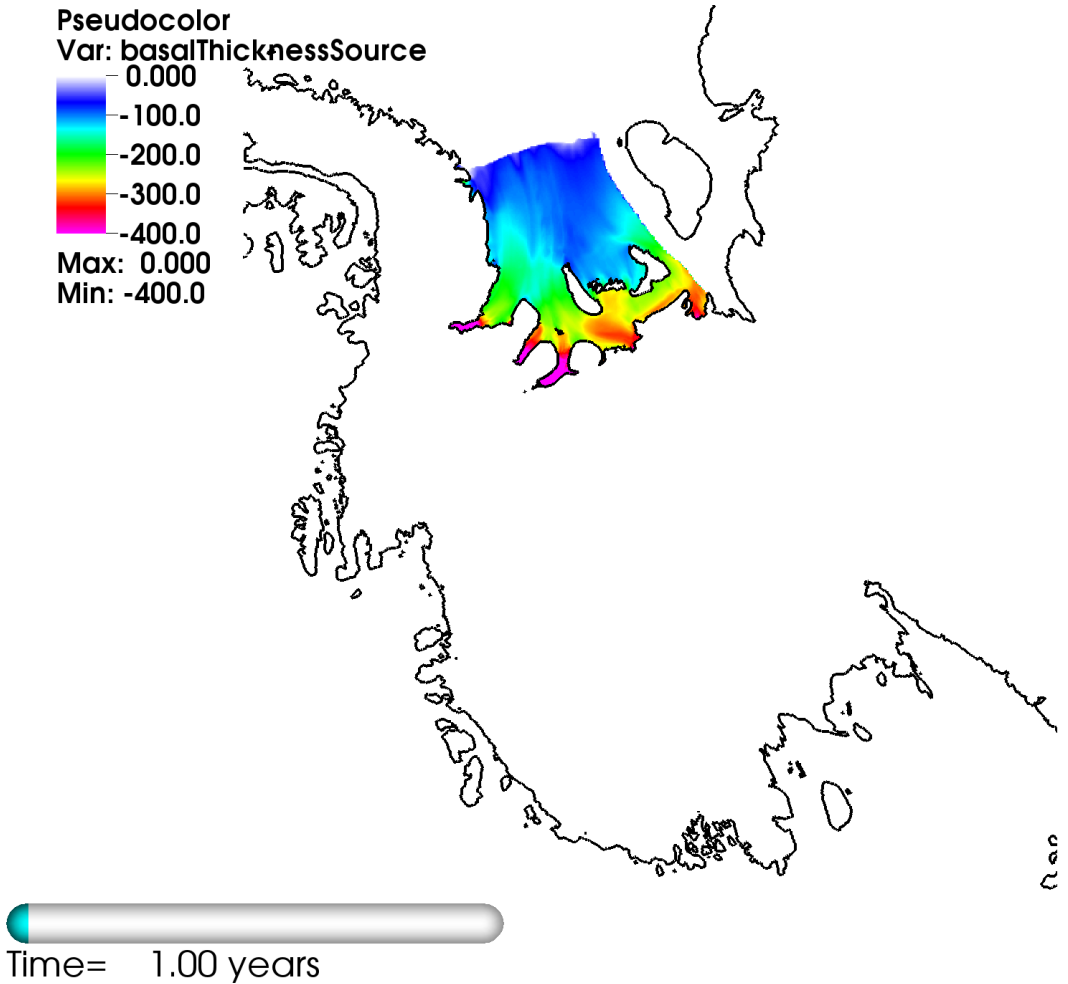 Pseudocolor
Var: basalThicknessSource
0.000
-100.0
-200.0
-300.0
-400.0
Max: 0.000
Min: -400.0
Time= 1.00 years